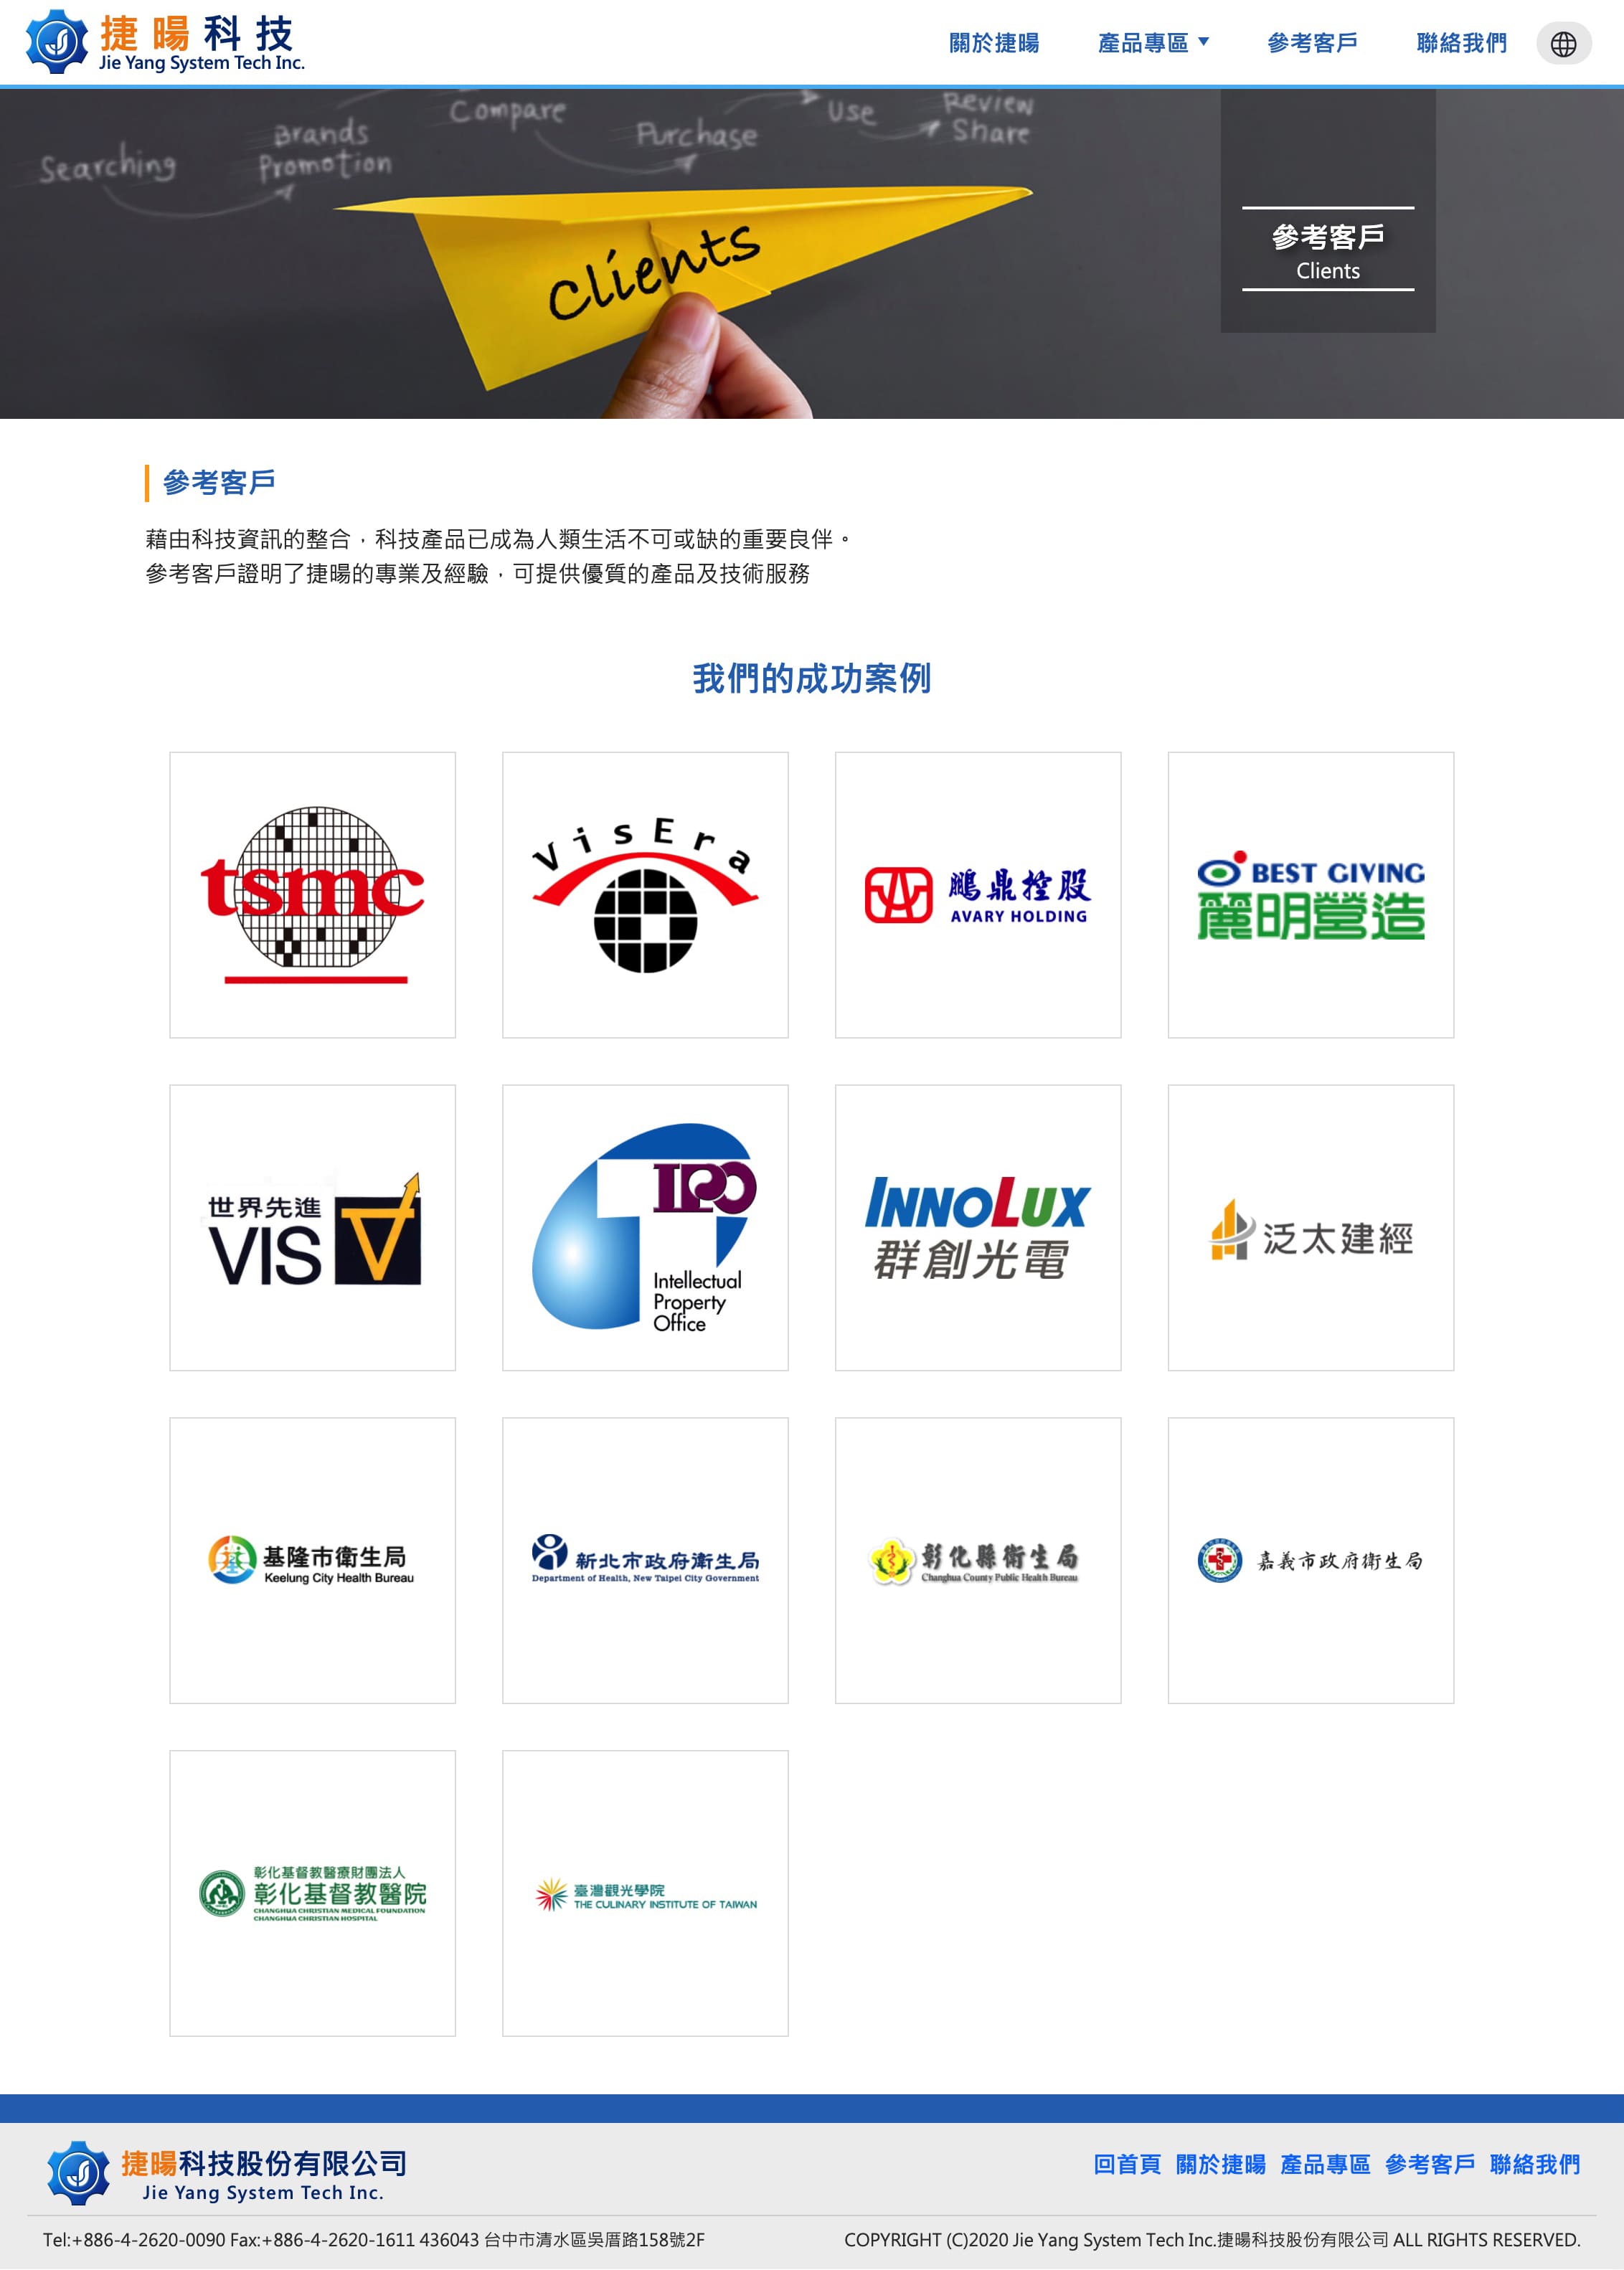 捷暘科技
Jie Yang System Tech Inc.
關於捷暘 產品專區 ▼ 參考客戶 聯絡我們
Searching
Brands
Promotion
Compare
Purchase
Use
Review
Share
Clients
參考客戶
Clients
參考客戶
藉由科技資訊的整合，科技產品已成為人類生活不可或缺的重要良伴。
參考客戶證明了捷暘的專業及經驗，可提供優質的產品及技術服務
我們的成功案例
tsmc
VisEra
鵬鼎控股
AVARY HOLDING
BEST GIVING
麗明營造
世界先進
VIS
IPO
Intellectual
Property
Office
INNOLUX
群創光電
泛太建經
基隆市衛生局
Keelung City Health Bureau
新北市政府衛生局
Department of Health, New Taipei City Government
彰化縣衛生局
Changhua County Public Health Bureau
嘉義市政府衛生局
彰化基督教醫療財團法人
彰化基督教醫院
CHANGHUA CHRISTIAN MEDICAL FOUNDATION
CHANGHUA CHRISTIAN HOSPITAL
臺灣觀光學院
THE CULINARY INSTITUTE OF TAIWAN
捷暘科技股份有限公司
Jie Yang System Tech Inc.
回首頁 關於捷暘 產品專區 參考客戶 聯絡我們
Tel:+886-4-2620-0090 Fax:+886-4-2620-1611 436043 台中市清水區吳厝路158號2F
COPYRIGHT (C)2020 Jie Yang System Tech Inc.捷暘科技股份有限公司 ALL RIGHTS RESERVED.